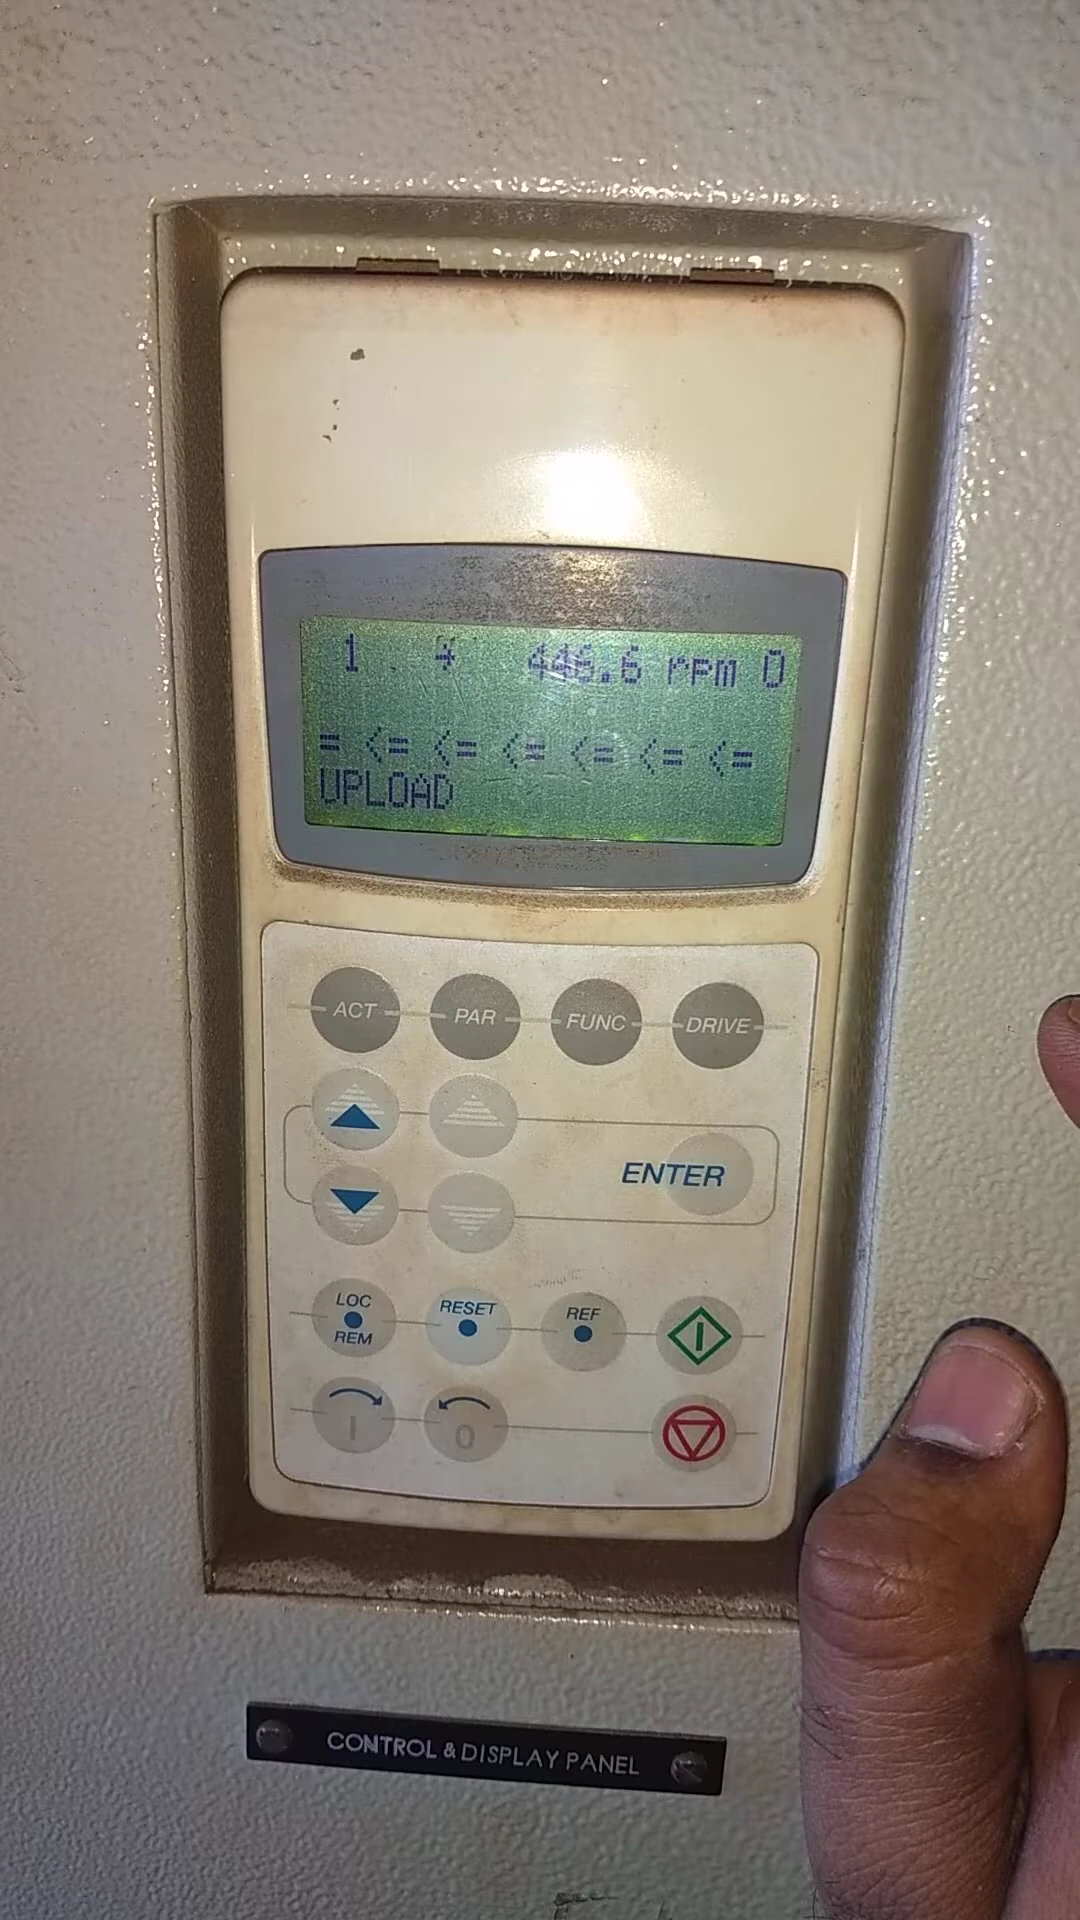 1 -> 446.6 rpm 0
= <= <= <= <= <= <=
UPLOAD
ACT PAR FUNC DRIVE
ENTER
LOC
REM
RESET
REF
I
I 0
CONTROL & DISPLAY PANEL